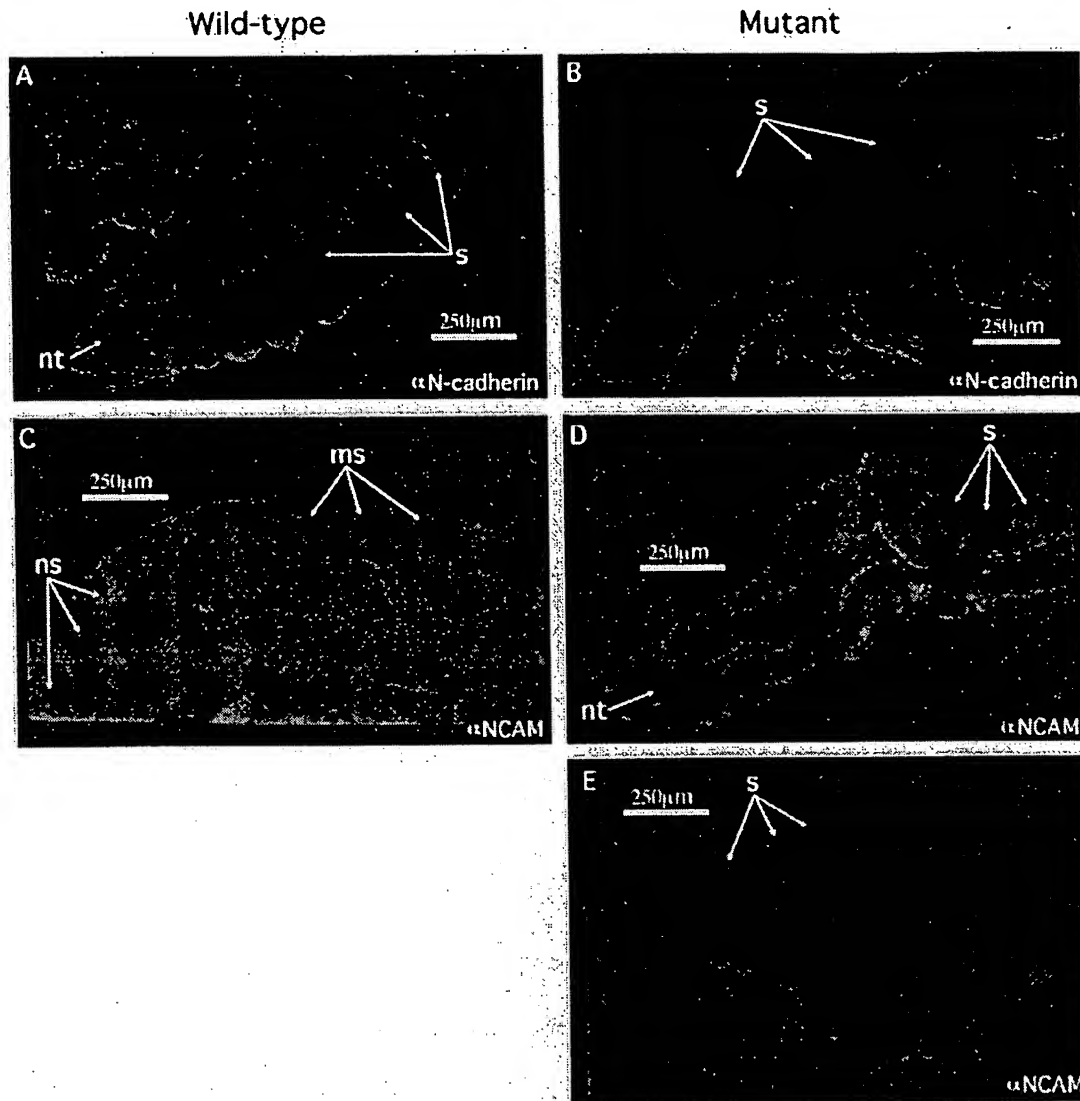 Wild-type
Mutant
A
s
nt
250μm
αN-cadherin
B
s
250μm
αN-cadherin
C
250μm
ms
ns
αNCAM
D
s
250μm
nt
αNCAM
E
250μm
s
αNCAM